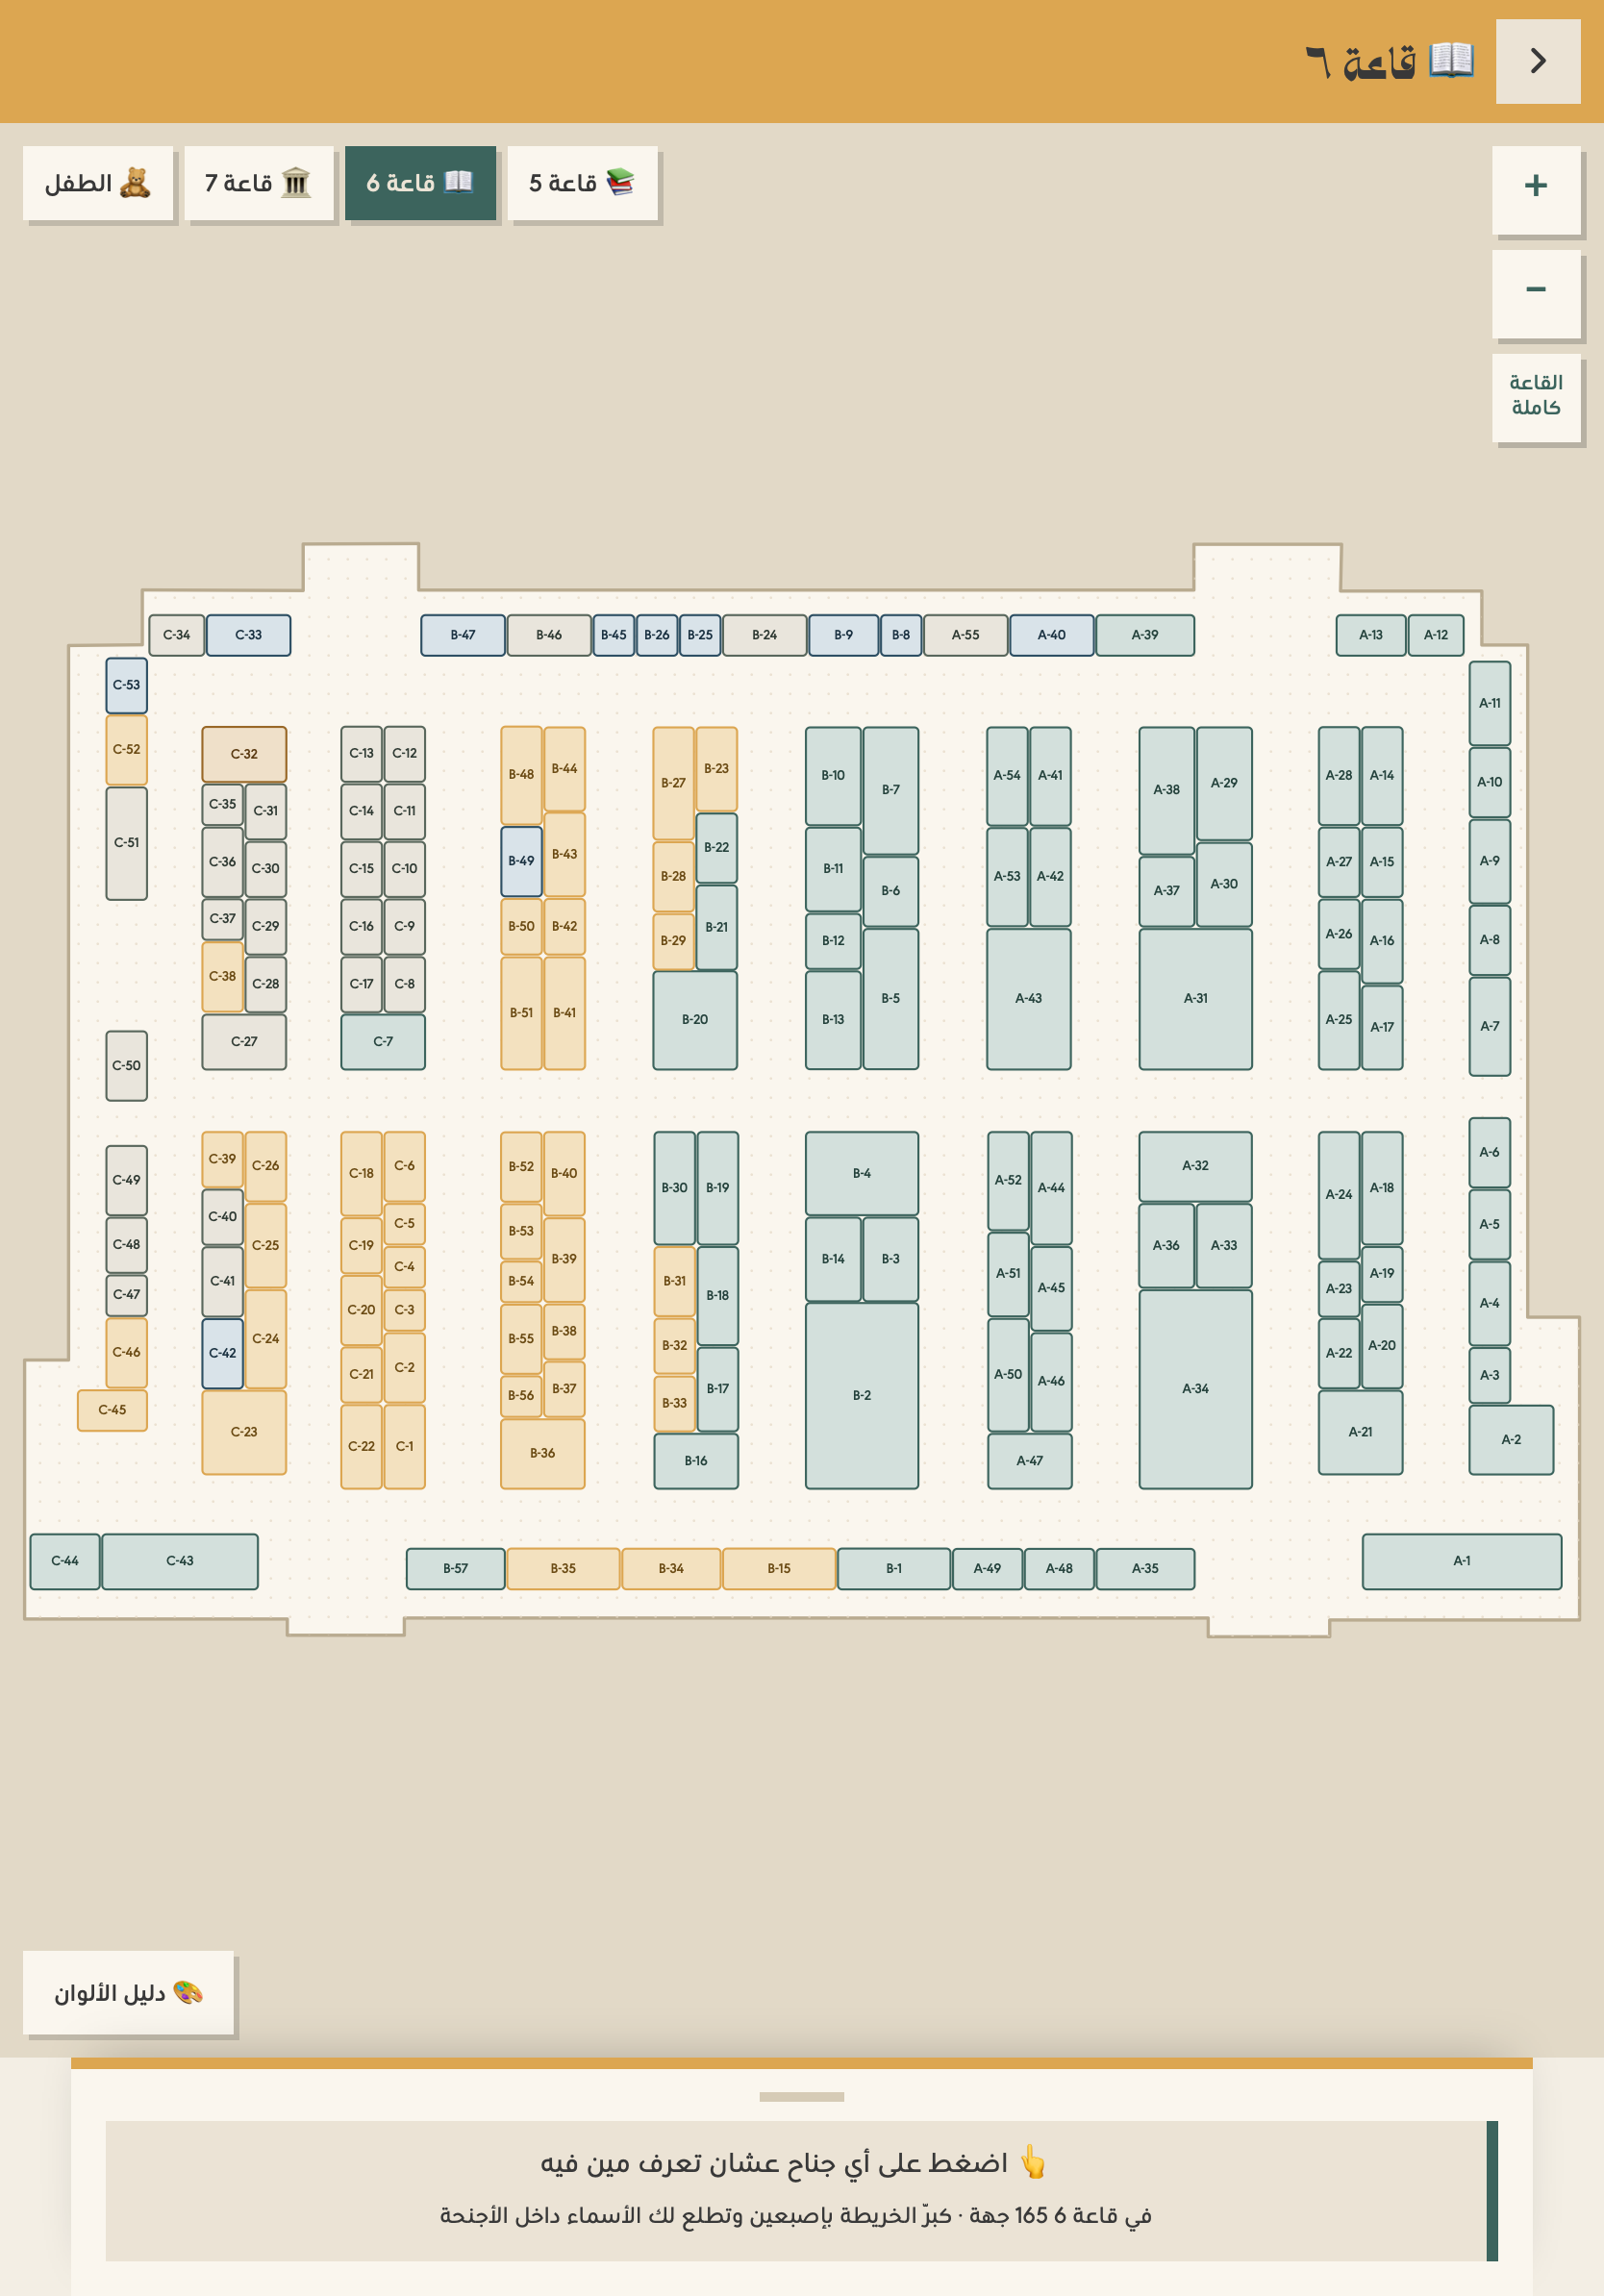 📖 قاعة ٦
📚 قاعة 5
📖 قاعة 6
🏛️ قاعة 7
🧸 الطفل
+
−
القاعة
كاملة
C-34 C-33 B-47 B-46 B-45 B-26 B-25 B-24 B-9 B-8 A-55 A-40 A-39 A-13 A-12
C-53 A-11
C-52 C-32 C-13 C-12 B-48 B-44 B-27 B-23 B-10 B-7 A-54 A-41 A-38 A-29 A-28 A-14 A-10
C-35 C-31 C-14 C-11
C-51 C-36 C-30 C-15 C-10 B-49 B-43 B-28 B-22 B-11 B-6 A-53 A-42 A-37 A-30 A-27 A-15 A-9
C-37 C-29 C-16 C-9 B-50 B-42 B-29 B-21 B-12 A-26 A-16 A-8
C-38 C-28 C-17 C-8 B-51 B-41 B-20 B-13 B-5 A-43 A-31 A-25 A-17 A-7
C-50 C-27 C-7
C-49 C-39 C-26 C-18 C-6 B-52 B-40 B-30 B-19 B-4 A-52 A-44 A-32 A-24 A-18 A-6
C-48 C-40 C-25 C-19 C-5 B-53 B-39 B-14 B-3 A-36 A-33 A-5
C-47 C-41 C-4 B-54 B-31 B-18 A-51 A-45 A-23 A-19
C-46 C-42 C-24 C-20 C-3 B-55 B-38 B-32 A-22 A-20 A-4
C-45 C-21 C-2 B-56 B-37 B-33 B-17 B-2 A-50 A-46 A-34 A-3
C-23 C-22 C-1 B-36 B-16 A-47 A-21 A-2
C-44 C-43 B-57 B-35 B-34 B-15 B-1 A-49 A-48 A-35 A-1
🎨 دليل الألوان
👆 اضغط على أي جناح عشان تعرف مين فيه
في قاعة 6 165 جهة · كبرّ الخريطة بإصبعين وتطلع لك الأسماء داخل الأجنحة